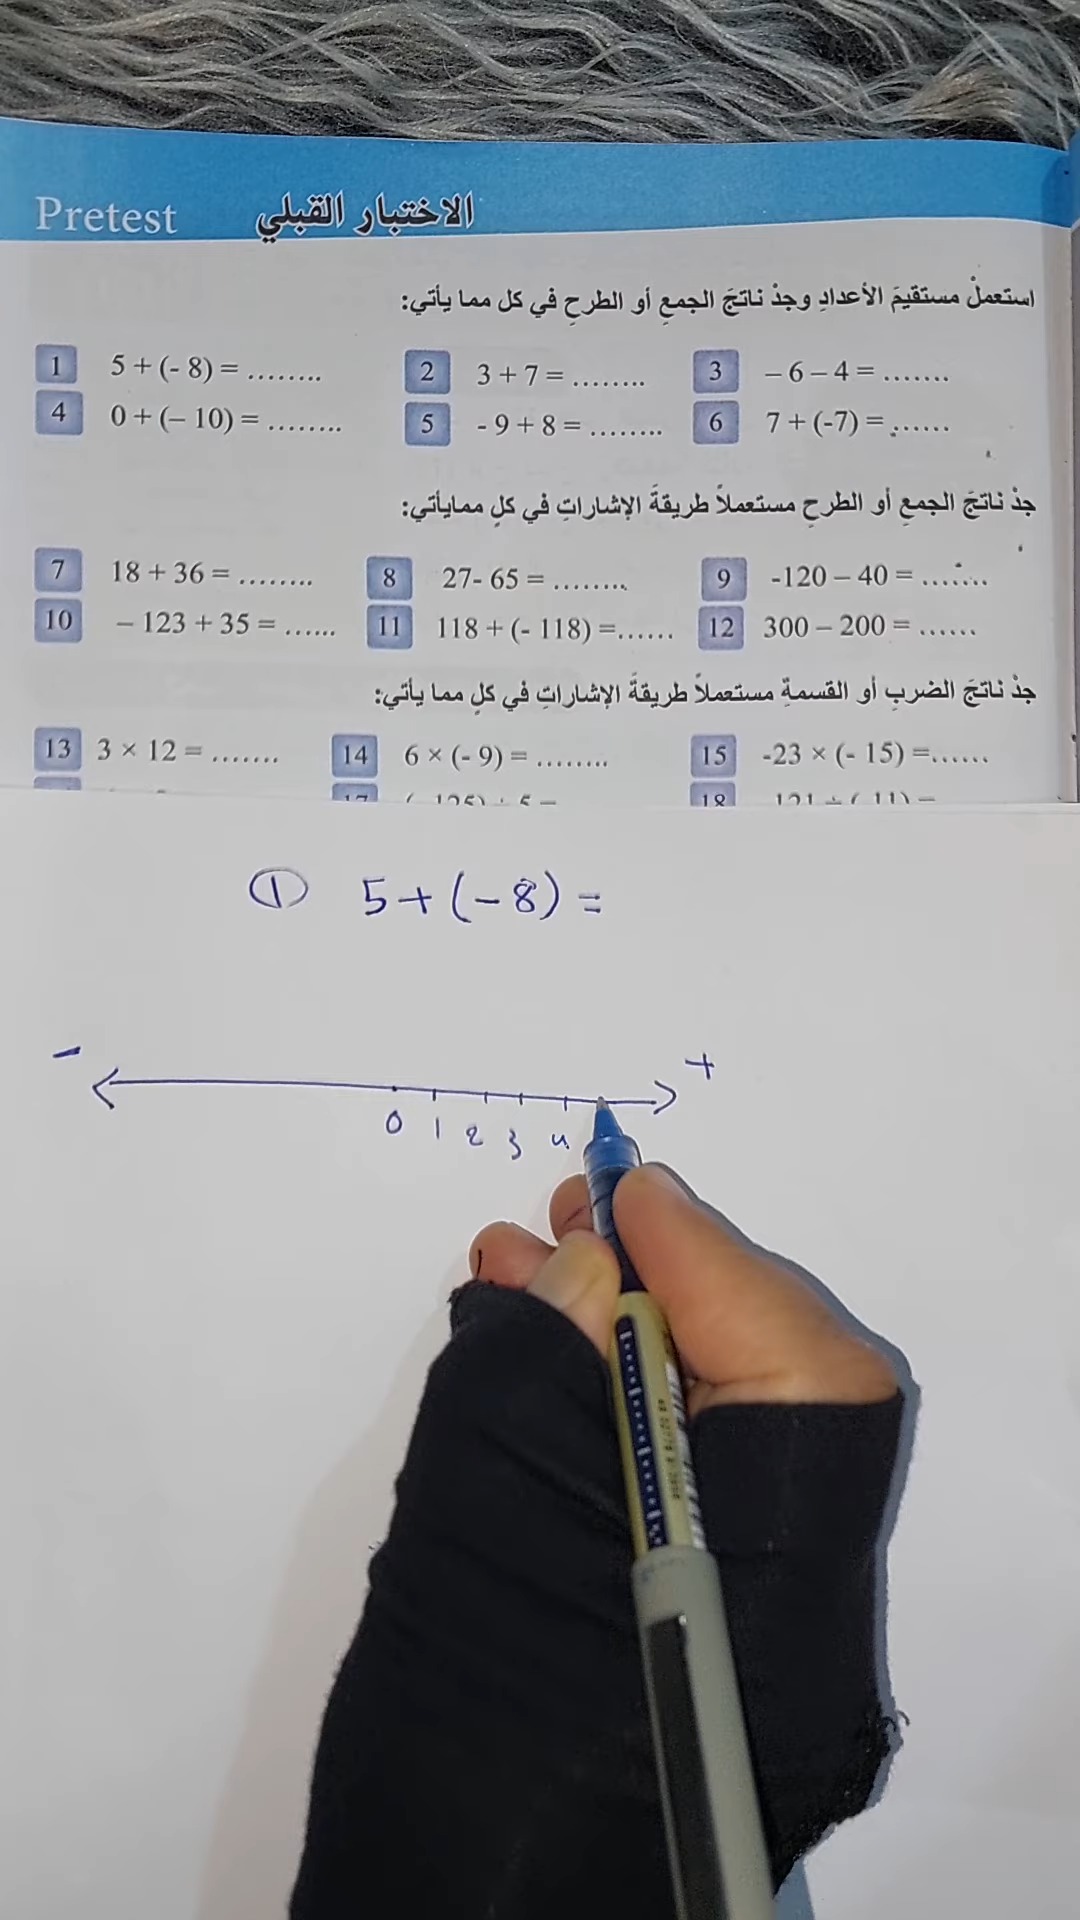 Pretest الاختبار القبلي
استعملْ مستقيمَ الأعدادِ وجدْ ناتجَ الجمعِ أو الطرحِ في كل مما يأتي:
1 5 + (- 8) = ........ 2 3 + 7 = ........ 3 – 6 – 4 = .......
4 0 + (– 10) = ........ 5 - 9 + 8 = ........ 6 7 + (-7) = ......
جدْ ناتجَ الجمعِ أو الطرحِ مستعملاً طريقةَ الإشاراتِ في كلٍ ممايأتي:
7 18 + 36 = ........ 8 27- 65 = ........ 9 -120 – 40 = .......
10 – 123 + 35 = ...... 11 118 + (- 118) =...... 12 300 – 200 = ......
جدْ ناتجَ الضربِ أو القسمةِ مستعملاً طريقةَ الإشاراتِ في كلٍ مما يأتي:
13 3 × 12 = ....... 14 6 × (- 9) = ........ 15 -23 × (- 15) =......
① 5+(-8) =
- +
0 1 2 3 4